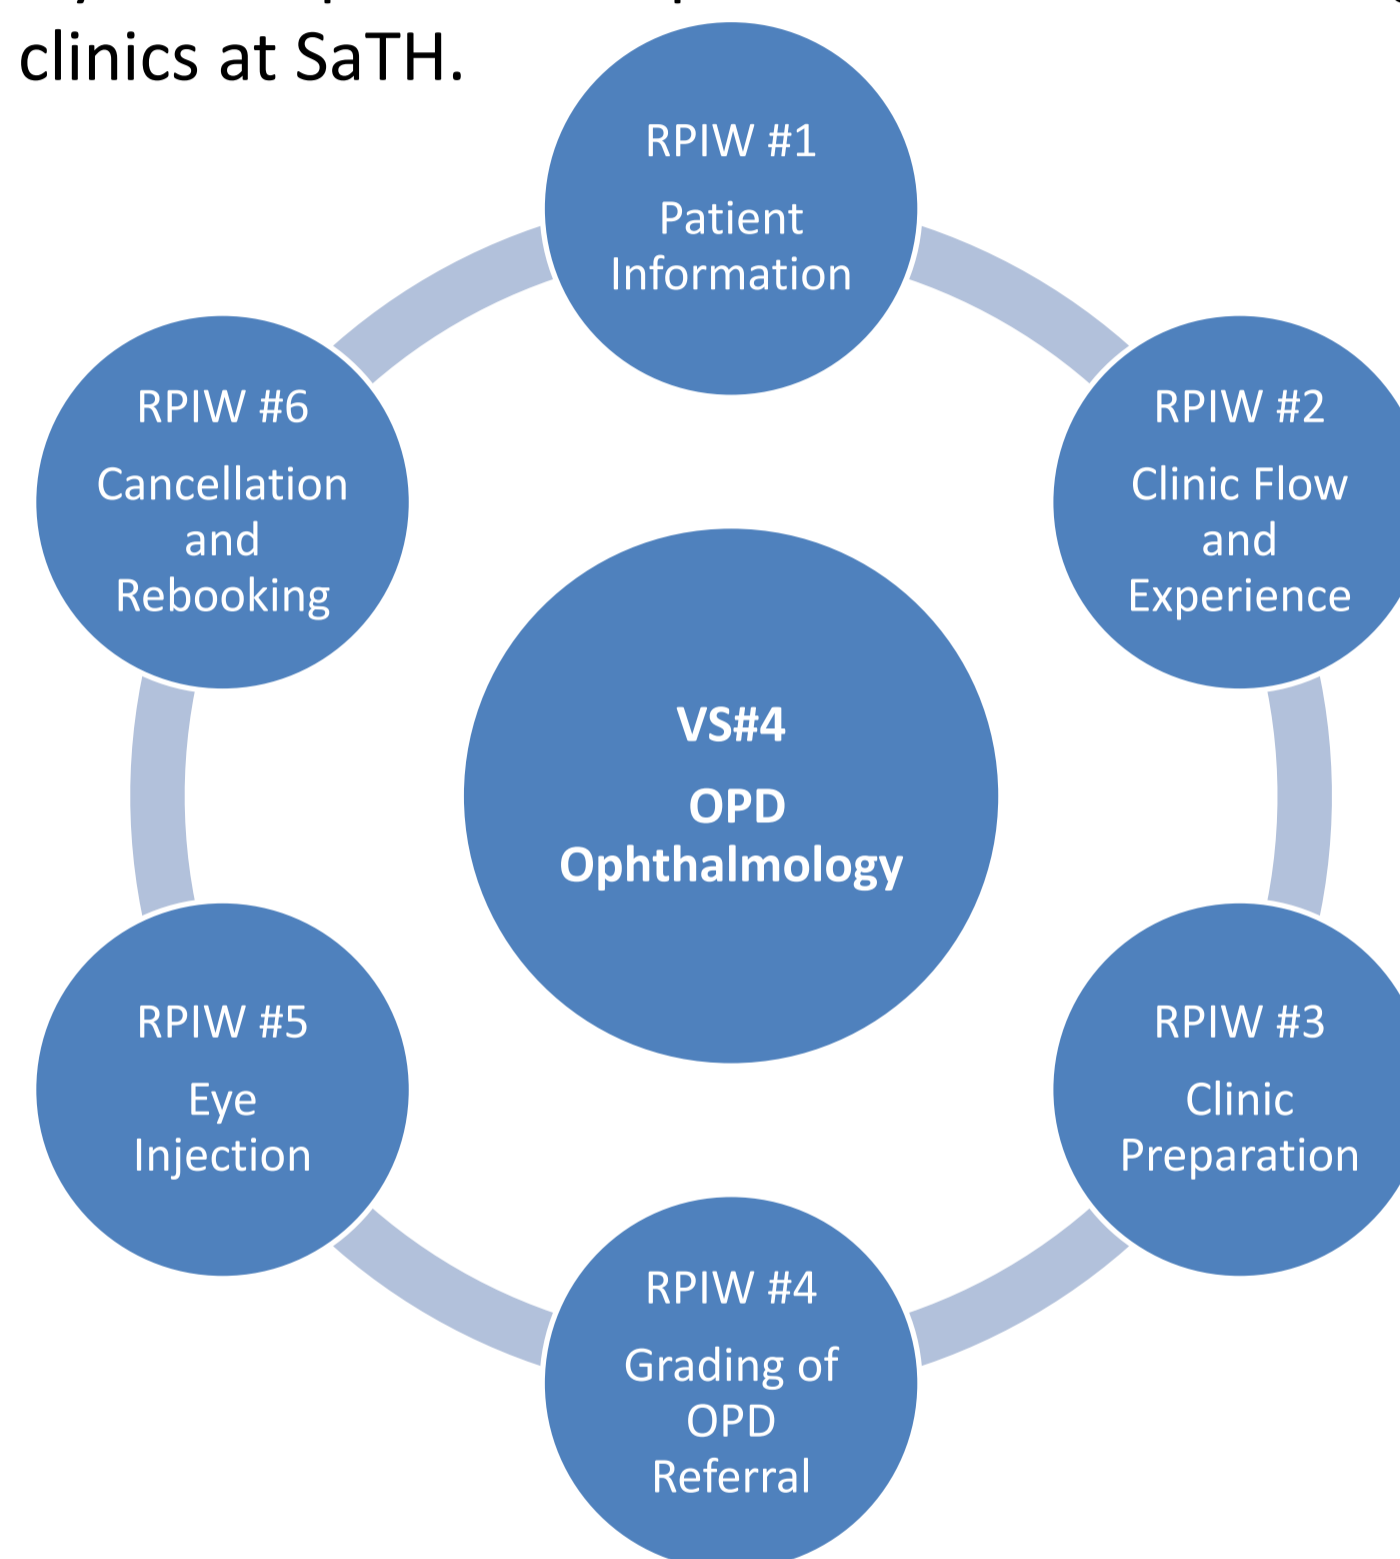 clinics at SaTH.
RPIW #1
Patient
Information
RPIW #2
Clinic Flow
and
Experience
RPIW #3
Clinic
Preparation
RPIW #4
Grading of
OPD
Referral
RPIW #5
Eye
Injection
RPIW #6
Cancellation
and
Rebooking
VS#4
OPD
Ophthalmology